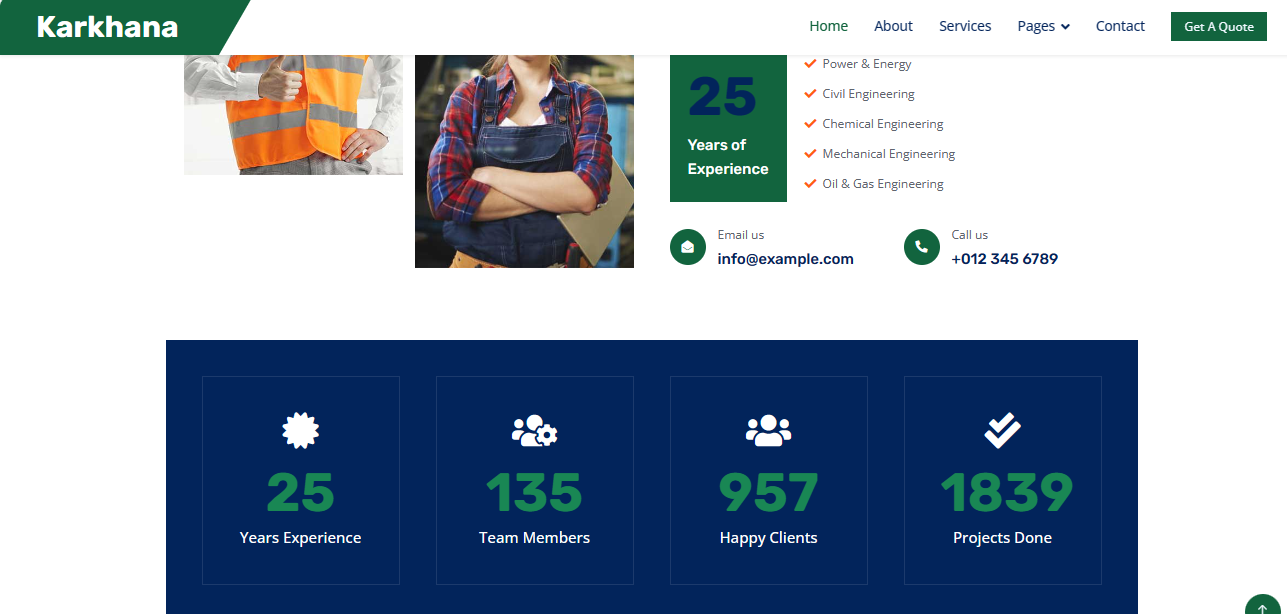 Karkhana
Home About Services Pages Contact Get A Quote
Power & Energy
25
Civil Engineering
Chemical Engineering
Years of
Mechanical Engineering
Experience
Oil & Gas Engineering
Email us
info@example.com
Call us
+012 345 6789
25
Years Experience
135
Team Members
957
Happy Clients
1839
Projects Done